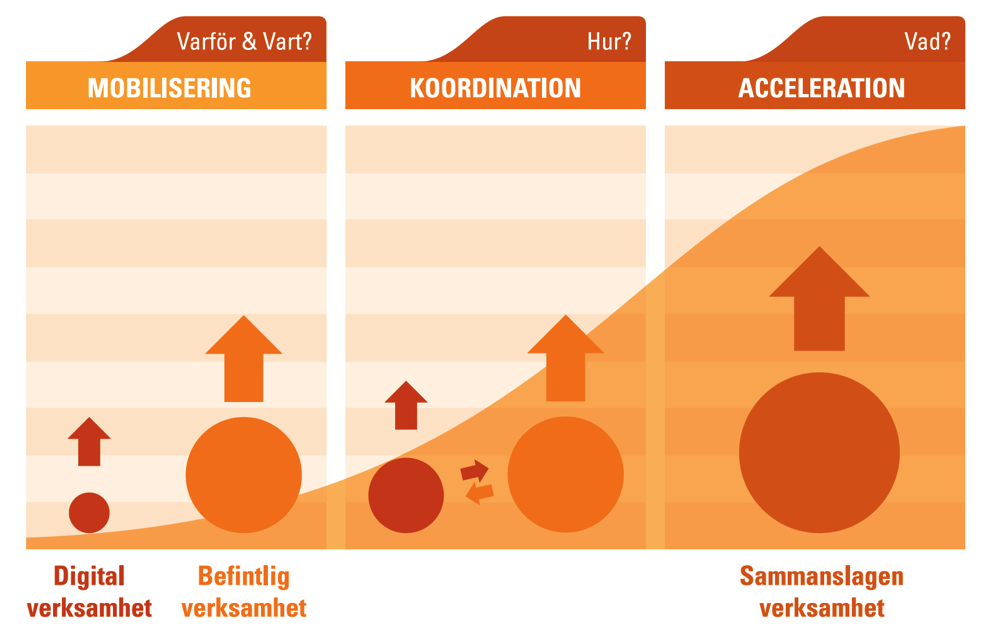 Varför & Vart?
MOBILISERING
Hur?
KOORDINATION
Vad?
ACCELERATION
Digital
verksamhet
Befintlig
verksamhet
Sammanslagen
verksamhet